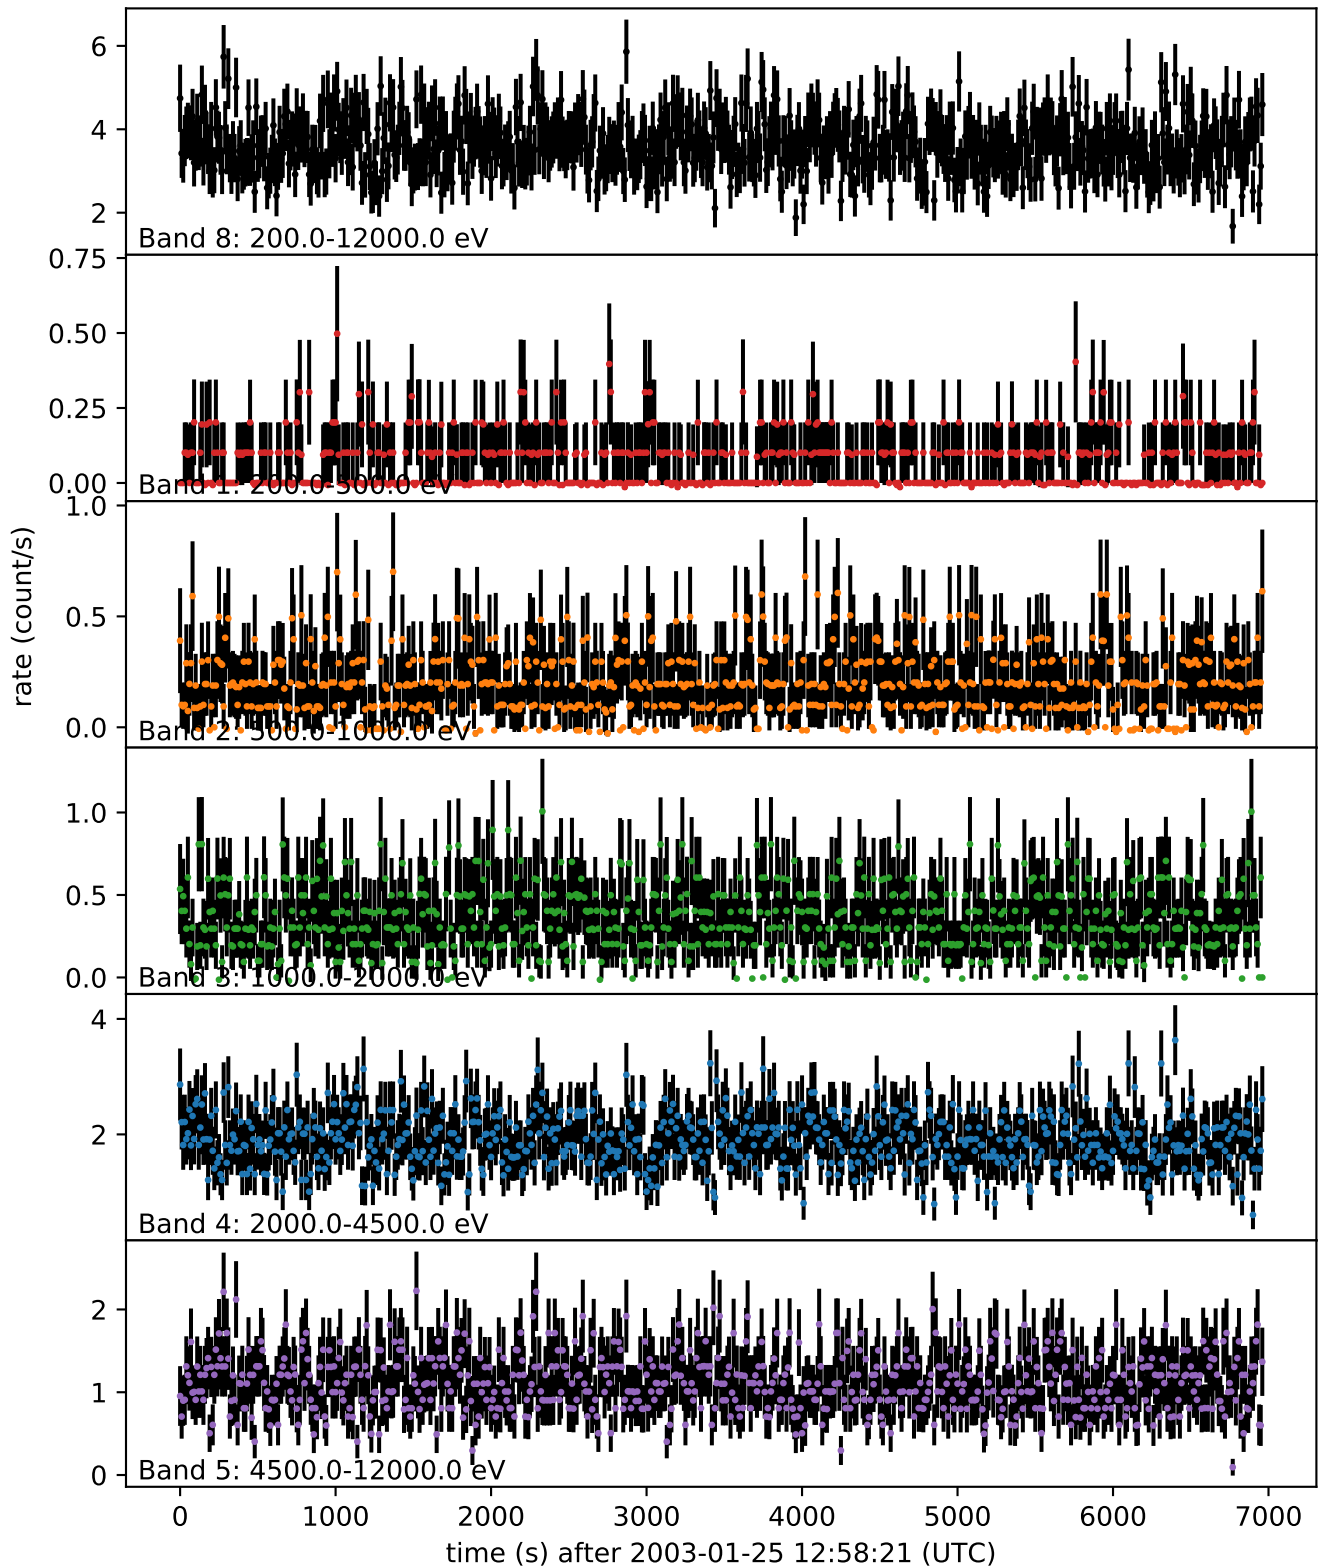 6
4
2
Band 8: 200.0-12000.0 eV
0.75
0.50
0.25
0.00
Band 1: 200.0-500.0 eV
1.0
0.5
0.0
Band 2: 500.0-1000.0 eV
rate (count/s)
1.0
0.5
0.0
Band 3: 1000.0-2000.0 eV
4
2
Band 4: 2000.0-4500.0 eV
2
1
0
Band 5: 4500.0-12000.0 eV
0 1000 2000 3000 4000 5000 6000 7000
time (s) after 2003-01-25 12:58:21 (UTC)